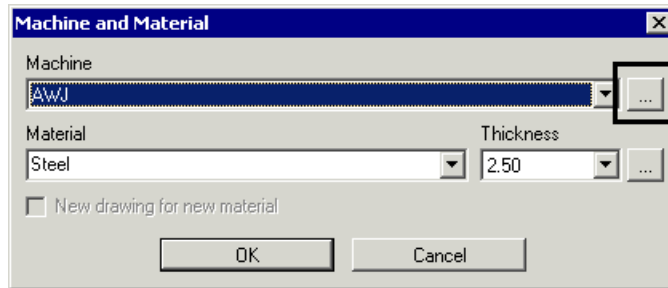 Machine and Material
Machine
AWJ
...
Material
Thickness
Steel
2.50
...
New drawing for new material
OK
Cancel